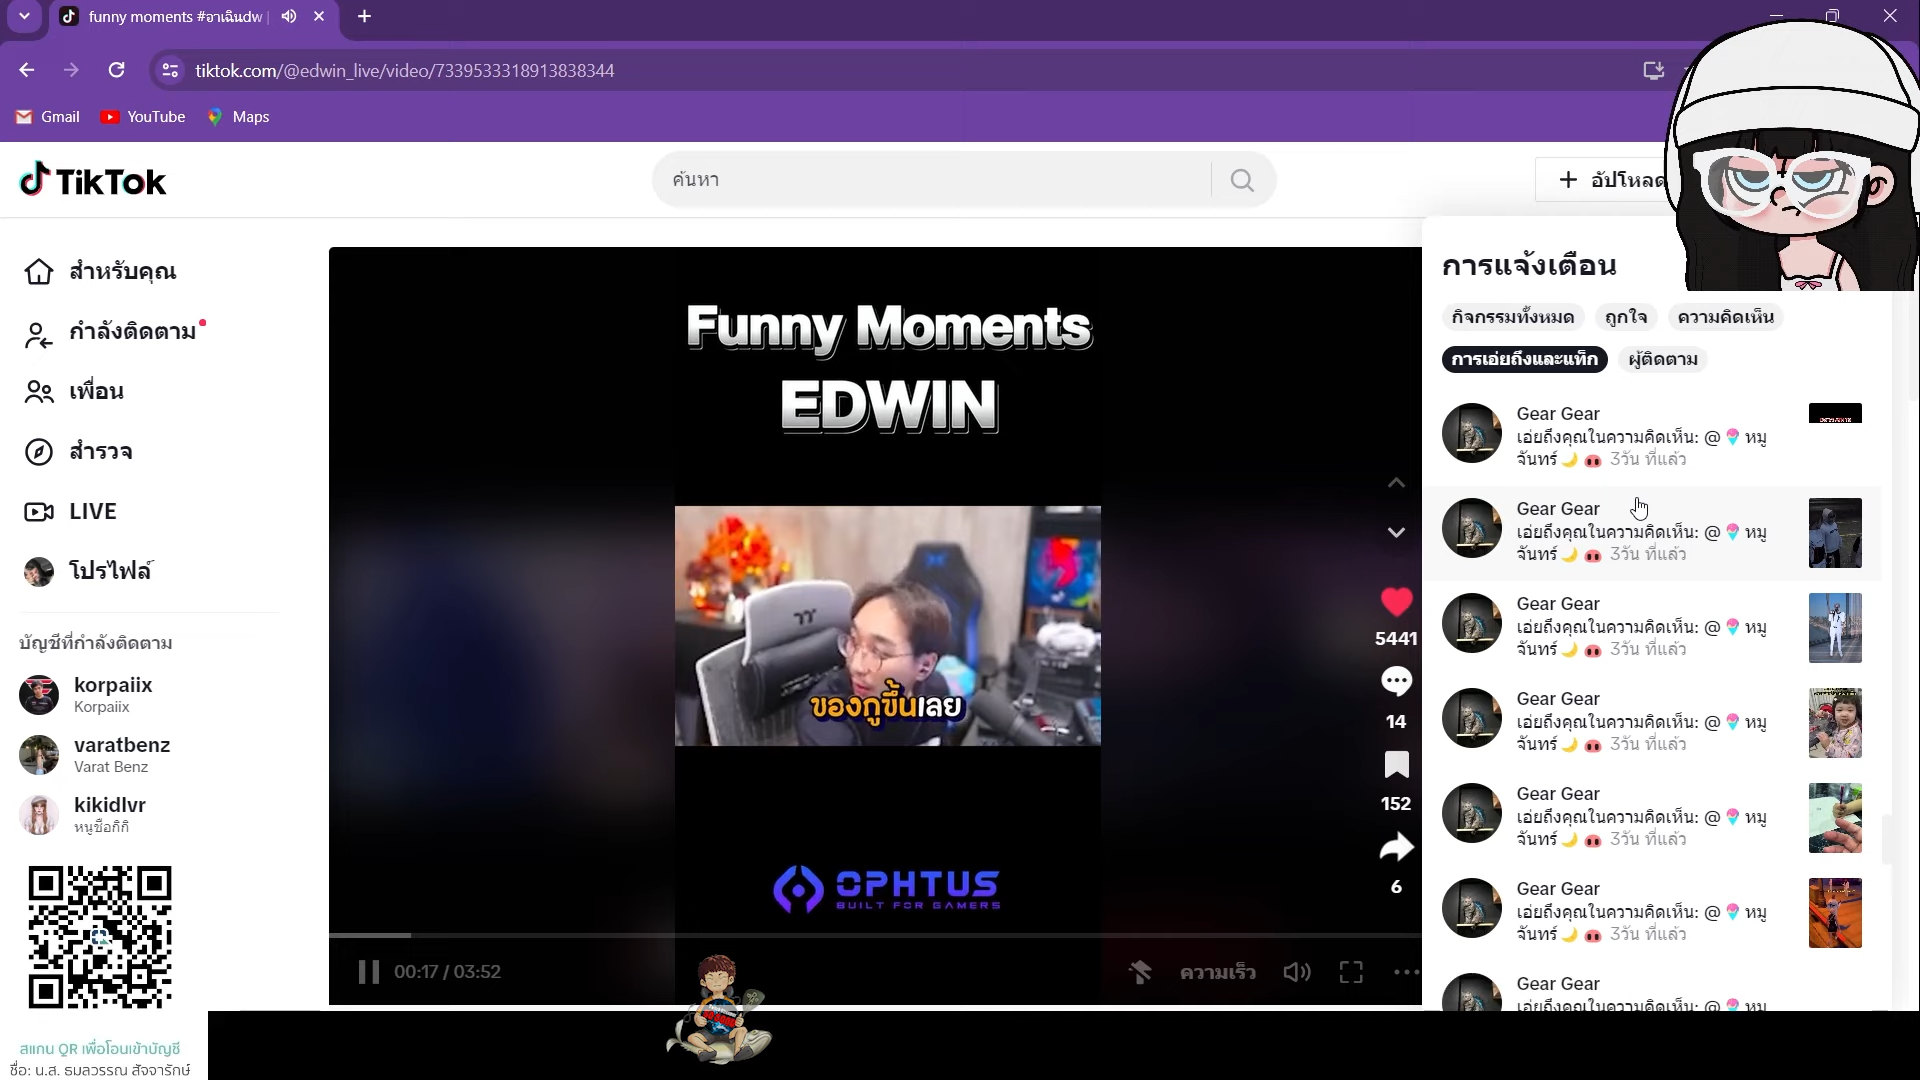 funny moments #อาเฉินdw
tiktok.com/@edwin_live/video/7339533318913838344
Gmail
YouTube
Maps
TikTok
ค้นหา
อัปโหลด
สำหรับคุณ
กำลังติดตาม
เพื่อน
สำรวจ
LIVE
โปรไฟล์
บัญชีที่กำลังติดตาม
korpaiix
Korpaiix
varatbenz
Varat Benz
kikidlvr
หนูชื่อกีกี
สแกน QR เพื่อโอนเข้าบัญชี
ชื่อ: น.ส. ธมลวรรณ สัจจารักษ์
Funny Moments
EDWIN
ของกูขึ้นเลย
OPHTUS
BUILT FOR GAMERS
00:17 / 03:52
ความเร็ว
5441
14
152
6
การแจ้งเตือน
กิจกรรมทั้งหมด
ถูกใจ
ความคิดเห็น
การเอ่ยถึงและแท็ก
ผู้ติดตาม
Gear Gear
เอ่ยถึงคุณในความคิดเห็น: @🍧 หมู
จันทร์🌙 🐽 3วัน ที่แล้ว
Gear Gear
เอ่ยถึงคุณในความคิดเห็น: @🍧 หมู
จันทร์🌙 🐽 3วัน ที่แล้ว
Gear Gear
เอ่ยถึงคุณในความคิดเห็น: @🍧 หมู
จันทร์🌙 🐽 3วัน ที่แล้ว
Gear Gear
เอ่ยถึงคุณในความคิดเห็น: @🍧 หมู
จันทร์🌙 🐽 3วัน ที่แล้ว
Gear Gear
เอ่ยถึงคุณในความคิดเห็น: @🍧 หมู
จันทร์🌙 🐽 3วัน ที่แล้ว
Gear Gear
เอ่ยถึงคุณในความคิดเห็น: @🍧 หมู
จันทร์🌙 🐽 3วัน ที่แล้ว
Gear Gear
เอ่ยถึงคุณในความคิดเห็น: @🍧 หมู